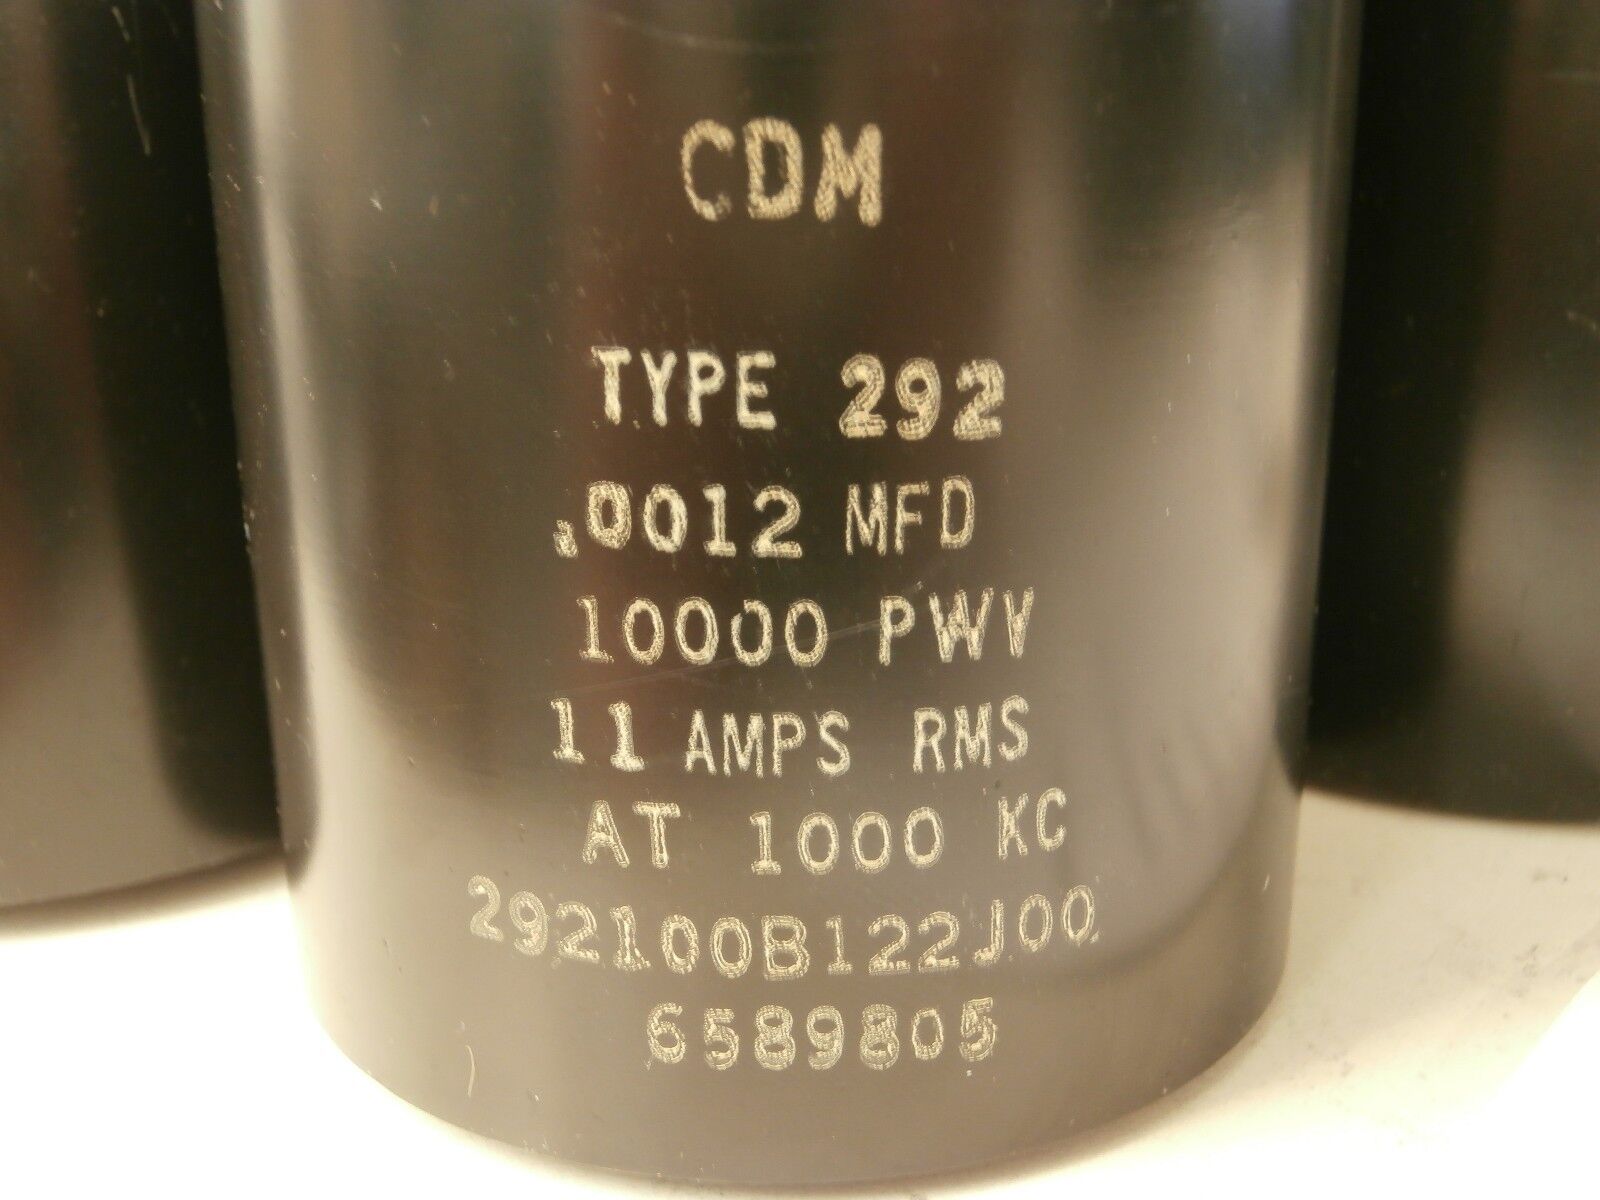 CDM
TYPE 292
.0012 MFD
10000 PWV
11 AMPS RMS
AT 1000 KC
292100B122J00
6589805